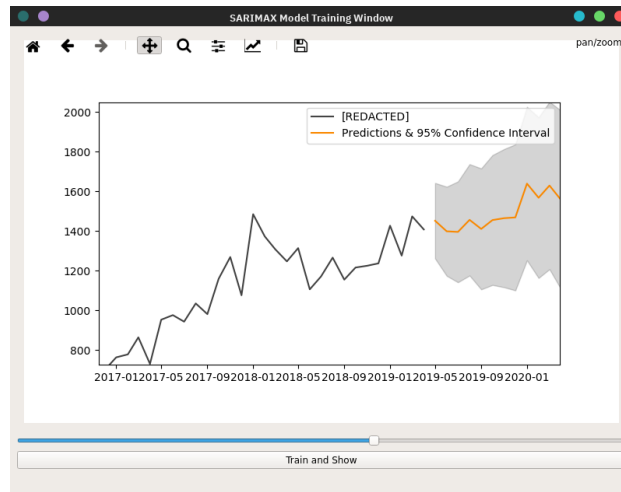 SARIMAX Model Training Window
pan/zoom
[REDACTED]
Predictions & 95% Confidence Interval
2000
1800
1600
1400
1200
1000
800
2017-01 2017-05 2017-09 2018-01 2018-05 2018-09 2019-01 2019-05 2019-09 2020-01
Train and Show